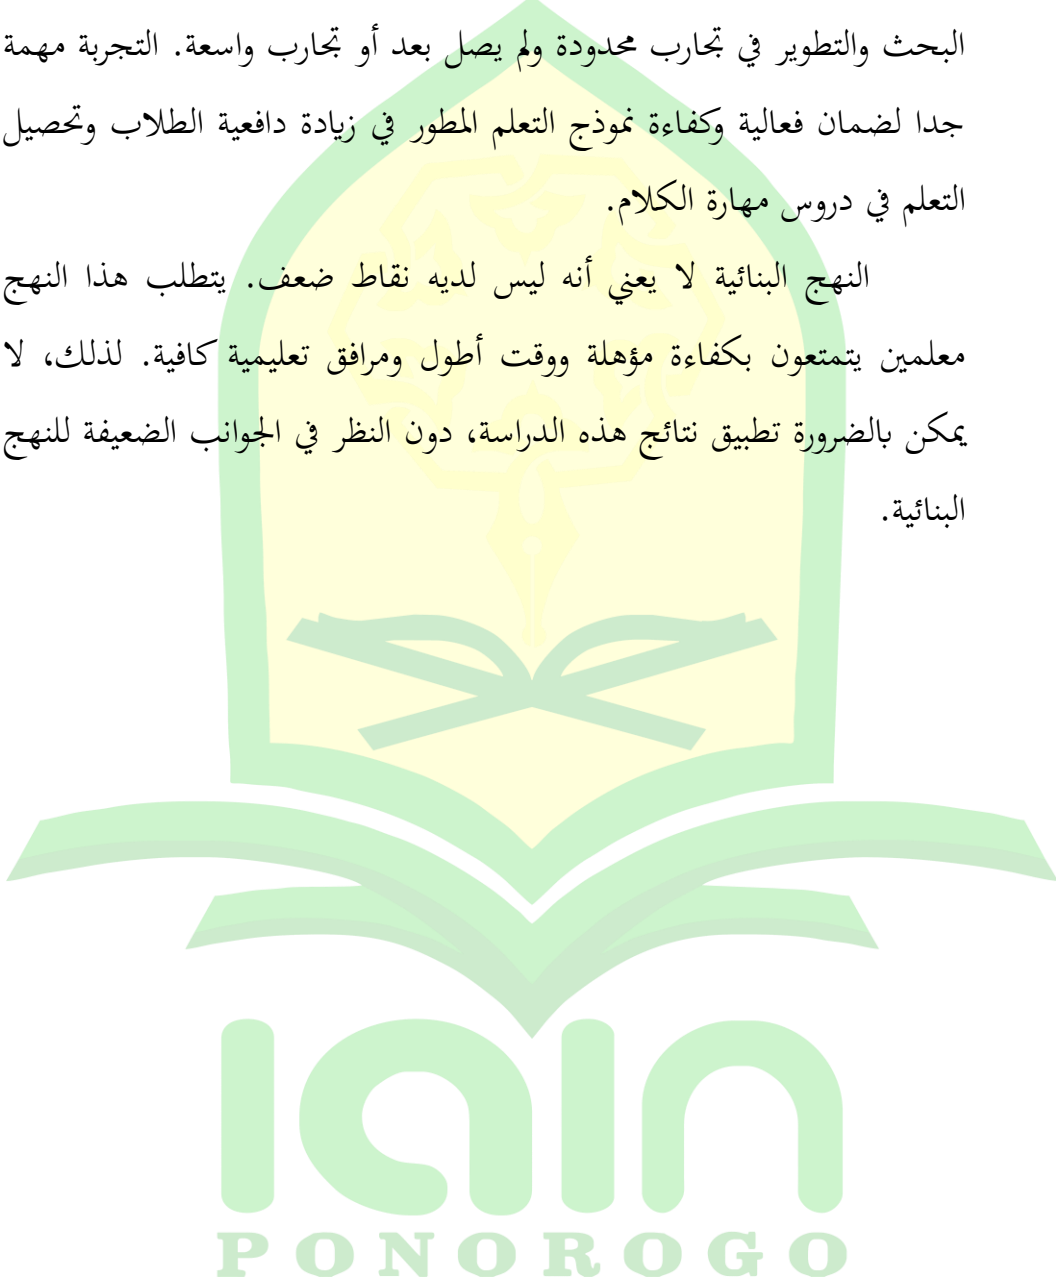 البحث والتطوير في تجارب محدودة ولم يصل بعد أو تجارب واسعة. التجربة مهمة
جدا لضمان فعالية وكفاءة نموذج التعلم المطور في زيادة دافعية الطلاب وتحصيل
التعلم في دروس مهارة الكلام.
النهج البنائية لا يعني أنه ليس لديه نقاط ضعف. يتطلب هذا النهج
معلمين يتمتعون بكفاءة مؤهلة ووقت أطول ومرافق تعليمية كافية. لذلك، لا
يمكن بالضرورة تطبيق نتائج هذه الدراسة، دون النظر في الجوانب الضعيفة للنهج
البنائية.
iain
PONOROGO